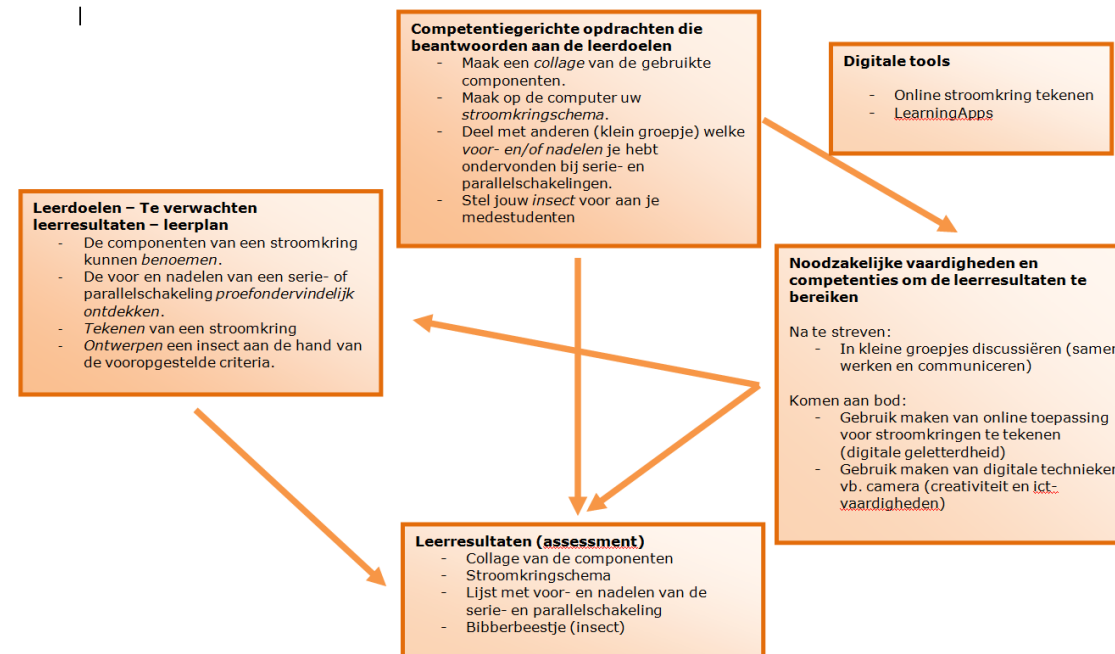 Competentiegerichte opdrachten die
beantwoorden aan de leerdoelen
- Maak een collage van de gebruikte
componenten.
- Maak op de computer uw
stroomkringschema.
- Deel met anderen (klein groepje) welke
voor- en/of nadelen je hebt
ondervonden bij serie- en
parallelschakelingen.
- Stel jouw insect voor aan je
medestudenten
Digitale tools
- Online stroomkring tekenen
- LearningApps
Leerdoelen – Te verwachten
leerresultaten – leerplan
- De componenten van een stroomkring
kunnen benoemen.
- De voor en nadelen van een serie- of
parallelschakeling proefondervindelijk
ontdekken.
- Tekenen van een stroomkring
- Ontwerpen een insect aan de hand van
de vooropgestelde criteria.
Noodzakelijke vaardigheden en
competenties om de leerresultaten te
bereiken
Na te streven:
- In kleine groepjes discussiëren (samen
werken en communiceren)
Komen aan bod:
- Gebruik maken van online toepassing
voor stroomkringen te tekenen
(digitale geletterdheid)
- Gebruik maken van digitale technieken
vb. camera (creativiteit en ict-
vaardigheden)
Leerresultaten (assessment)
- Collage van de componenten
- Stroomkringschema
- Lijst met voor- en nadelen van de
serie- en parallelschakeling
- Bibberbeestje (insect)